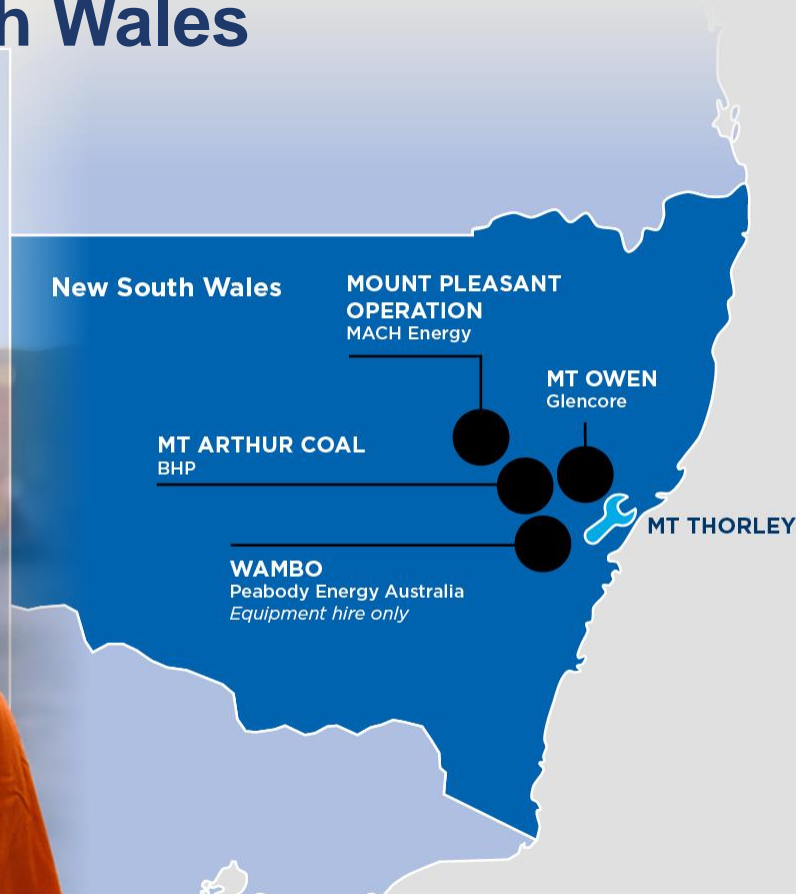 h Wales
New South Wales
MOUNT PLEASANT
OPERATION
MACH Energy
MT OWEN
Glencore
MT ARTHUR COAL
BHP
MT THORLEY
WAMBO
Peabody Energy Australia
Equipment hire only